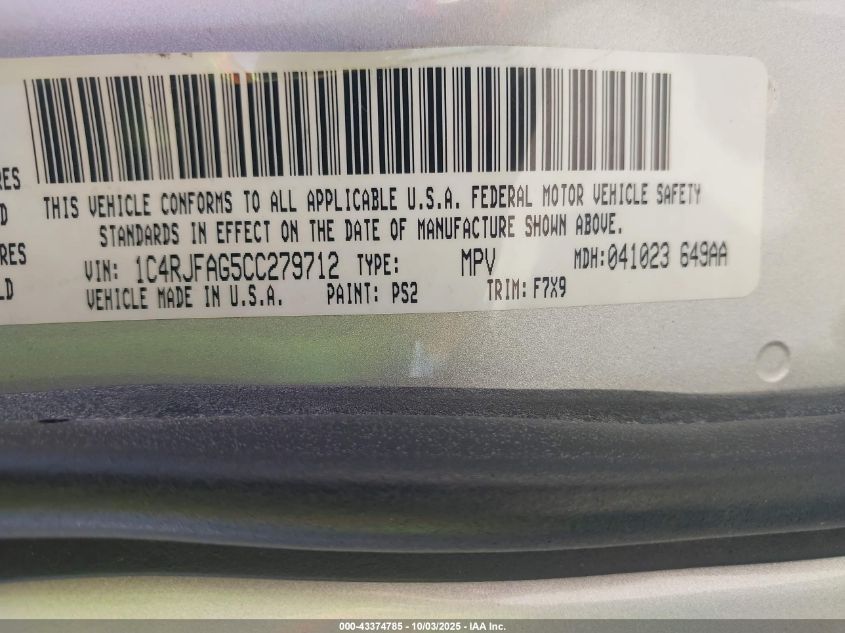 RES
THIS VEHICLE CONFORMS TO ALL APPLICABLE U.S.A. FEDERAL MOTOR VEHICLE SAFETY
D
STANDARDS IN EFFECT ON THE DATE OF MANUFACTURE SHOWN ABOVE.
RES
VIN: 1C4RJFAG5CC279712 TYPE: MPV MDH: 041023 649AA
LD
VEHICLE MADE IN U.S.A. PAINT: PS2 TRIM: F7X9
000-43374785 - 10/03/2025 - IAA Inc.